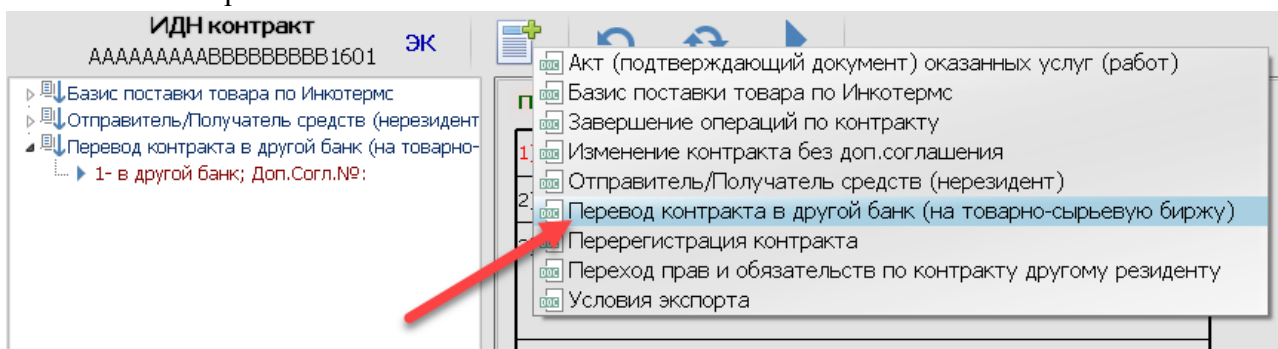 ИДН контракт
AAAAAAAAABBBBBBBBB1601
ЭК
Базис поставки товара по Инкотермс
Отправитель/Получатель средств (нерезидент
Перевод контракта в другой банк (на товарно-
1- в другой банк; Доп.Согл.№:
П
1)
2)
Акт (подтверждающий документ) оказанных услуг (работ)
Базис поставки товара по Инкотермс
Завершение операций по контракту
Изменение контракта без доп.соглашения
Отправитель/Получатель средств (нерезидент)
Перевод контракта в другой банк (на товарно-сырьевую биржу)
Перерегистрация контракта
Переход прав и обязательств по контракту другому резиденту
Условия экспорта